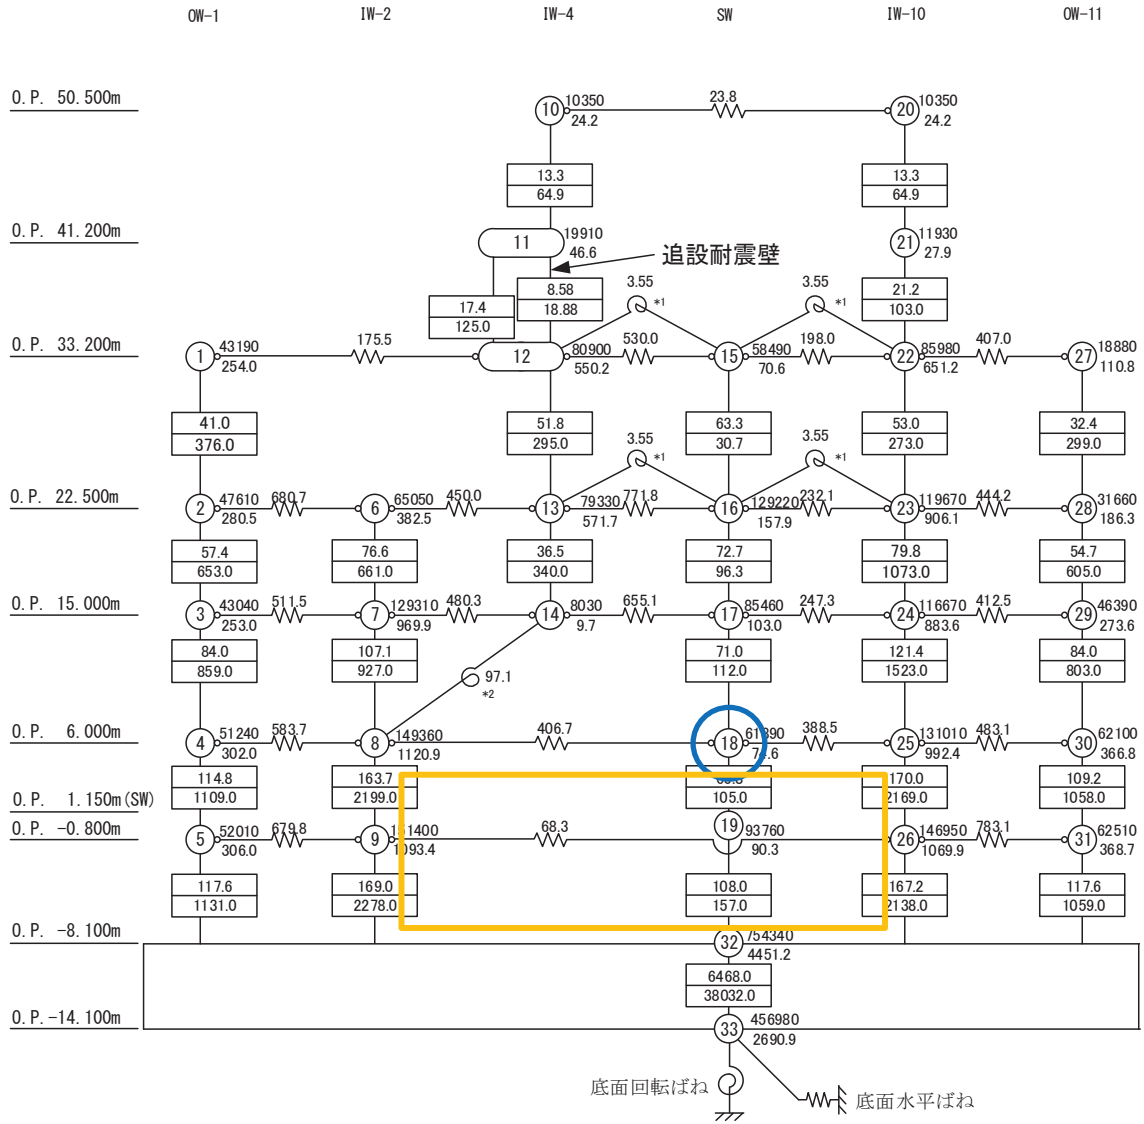 OW-1 IW-2 IW-4 SW IW-10 OW-11
O.P. 50.500m 10 10350 23.8 20 10350
24.2 24.2
13.3 13.3
64.9 64.9
O.P. 41.200m 11 19910 21 11930
46.6 27.9
追設耐震壁
17.4 8.58 3.55 3.55 21.2
125.0 18.88 *1 *1 103.0
O.P. 33.200m 1 43190 175.5 12 80900 530.0 15 58490 198.0 22 85980 407.0 27 18880
254.0 550.2 70.6 651.2 110.8
41.0 51.8 63.3 53.0 32.4
376.0 295.0 30.7 273.0 299.0
3.55 3.55
*1 *1
O.P. 22.500m 2 47610 680.7 6 65050 450.0 13 79330 771.8 16 129220 232.1 23 119670 444.2 28 31660
280.5 382.5 571.7 157.9 906.1 186.3
57.4 76.6 36.5 72.7 79.8 54.7
653.0 661.0 340.0 96.3 1073.0 605.0
O.P. 15.000m 3 43040 511.5 7 129310 480.3 14 8030 655.1 17 85460 247.3 24 116670 412.5 29 46390
253.0 969.9 9.7 103.0 883.6 273.6
84.0 107.1 71.0 121.4 84.0
859.0 927.0 112.0 1523.0 803.0
97.1
*2
O.P. 6.000m 4 51240 583.7 8 149360 406.7 18 388.5 25 131010 483.1 30 62100
302.0 1120.9 992.4 366.8
114.8 163.7 170.0 109.2
1109.0 2199.0 105.0 2169.0 1058.0
O.P. 1.150m(SW)
O.P. -0.800m 5 52010 679.8 9 151400 68.3 19 93760 26 146950 783.1 31 62510
306.0 1093.4 90.3 1069.9 368.7
117.6 169.0 108.0 167.2 117.6
1131.0 2278.0 157.0 2138.0 1059.0
O.P. -8.100m 32 754340
4451.2
6468.0
38032.0
O.P.-14.100m 33 456980
2690.9
底面回転ばね 底面水平ばね